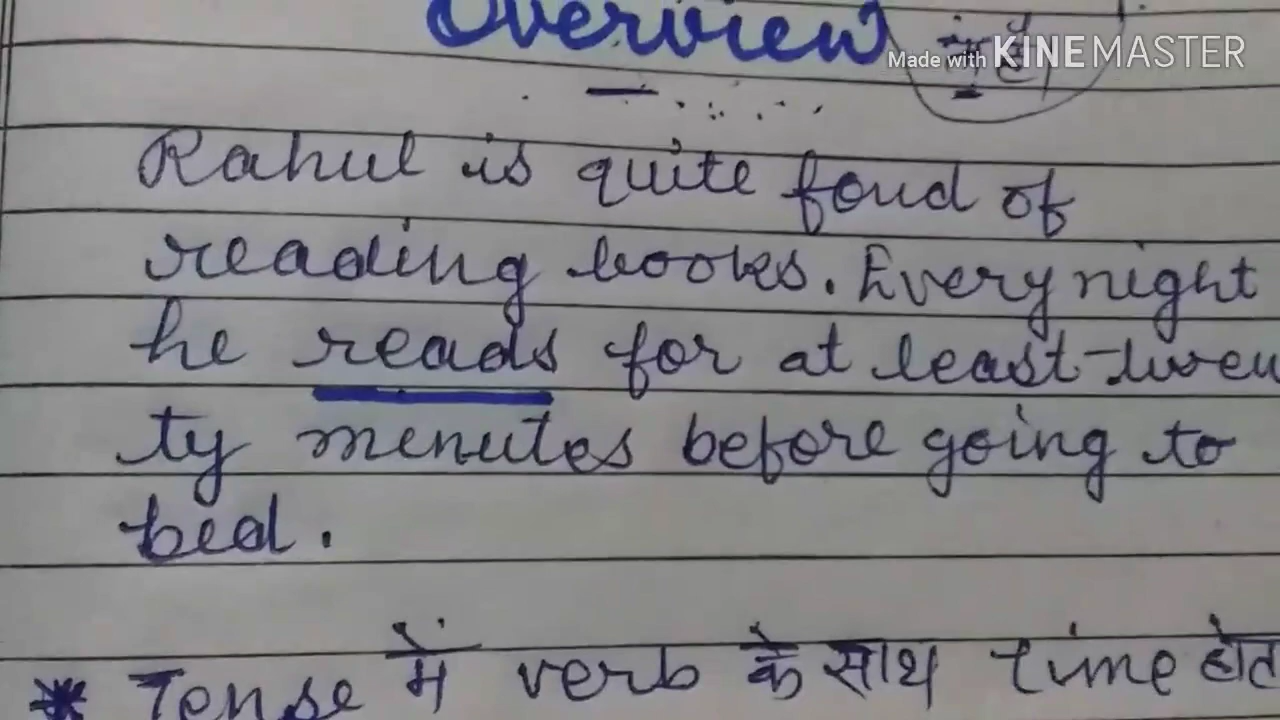 Overview
Made with KINEMASTER
Rahul is quite fond of
reading books. Every night
he reads for at least twen
ty minutes before going to
bed.
* Tense में verb के साथ time